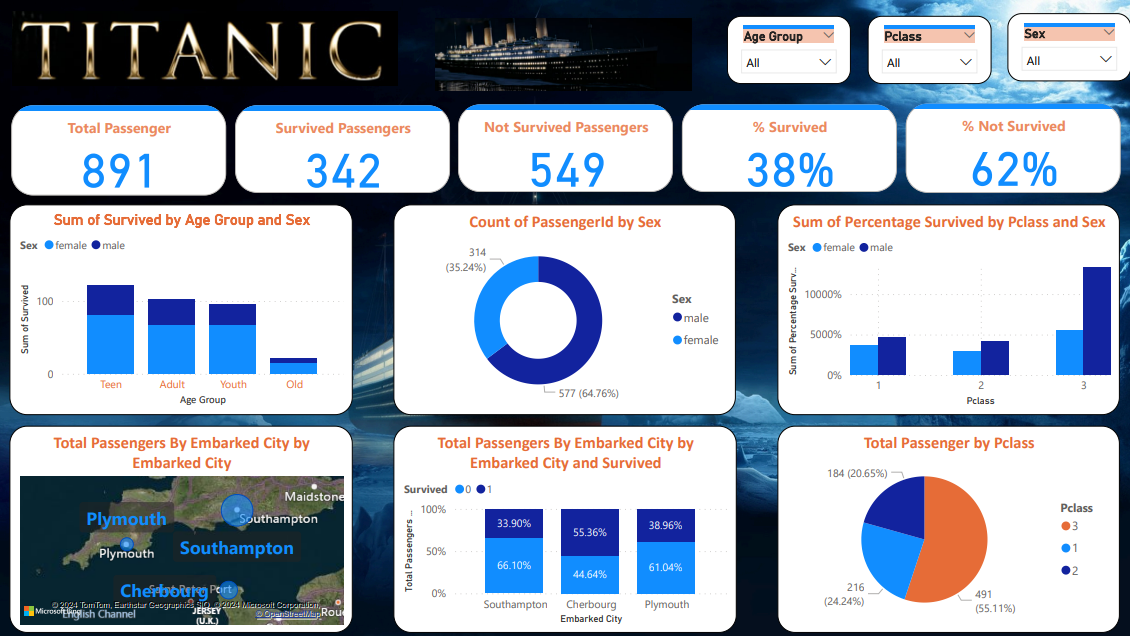 TITANIC
Age Group
All
Pclass
All
Sex
All
Total Passenger
891
Survived Passengers
342
Not Survived Passengers
549
% Survived
38%
% Not Survived
62%
Sum of Survived by Age Group and Sex
Sex female male
Sum of Survived
100
0
Teen Adult Youth Old
Age Group
Count of PassengerId by Sex
314
(35.24%)
577 (64.76%)
Sex
male
female
Sum of Percentage Survived by Pclass and Sex
Sex female male
Sum of Percentage Surv...
10000%
5000%
0%
1 2 3
Pclass
Total Passengers By Embarked City by
Embarked City
Maidstone
Plymouth
Southampton
Plymouth
Southampton
Cherbourg
Saint Peter Port
© 2024 TomTom, Earthstar Geographics SIO, © 2024 Microsoft Corporation,
Microsoft Bing
© OpenStreetMap
English Channel
JERSEY
(U.K.)
Rou
Total Passengers By Embarked City by
Embarked City and Survived
Survived 0 1
Total Passengers ...
100%
50%
0%
33.90% 55.36% 38.96%
66.10% 44.64% 61.04%
Southampton Cherbourg Plymouth
Embarked City
Total Passenger by Pclass
184 (20.65%)
216
(24.24%)
491
(55.11%)
Pclass
3
1
2